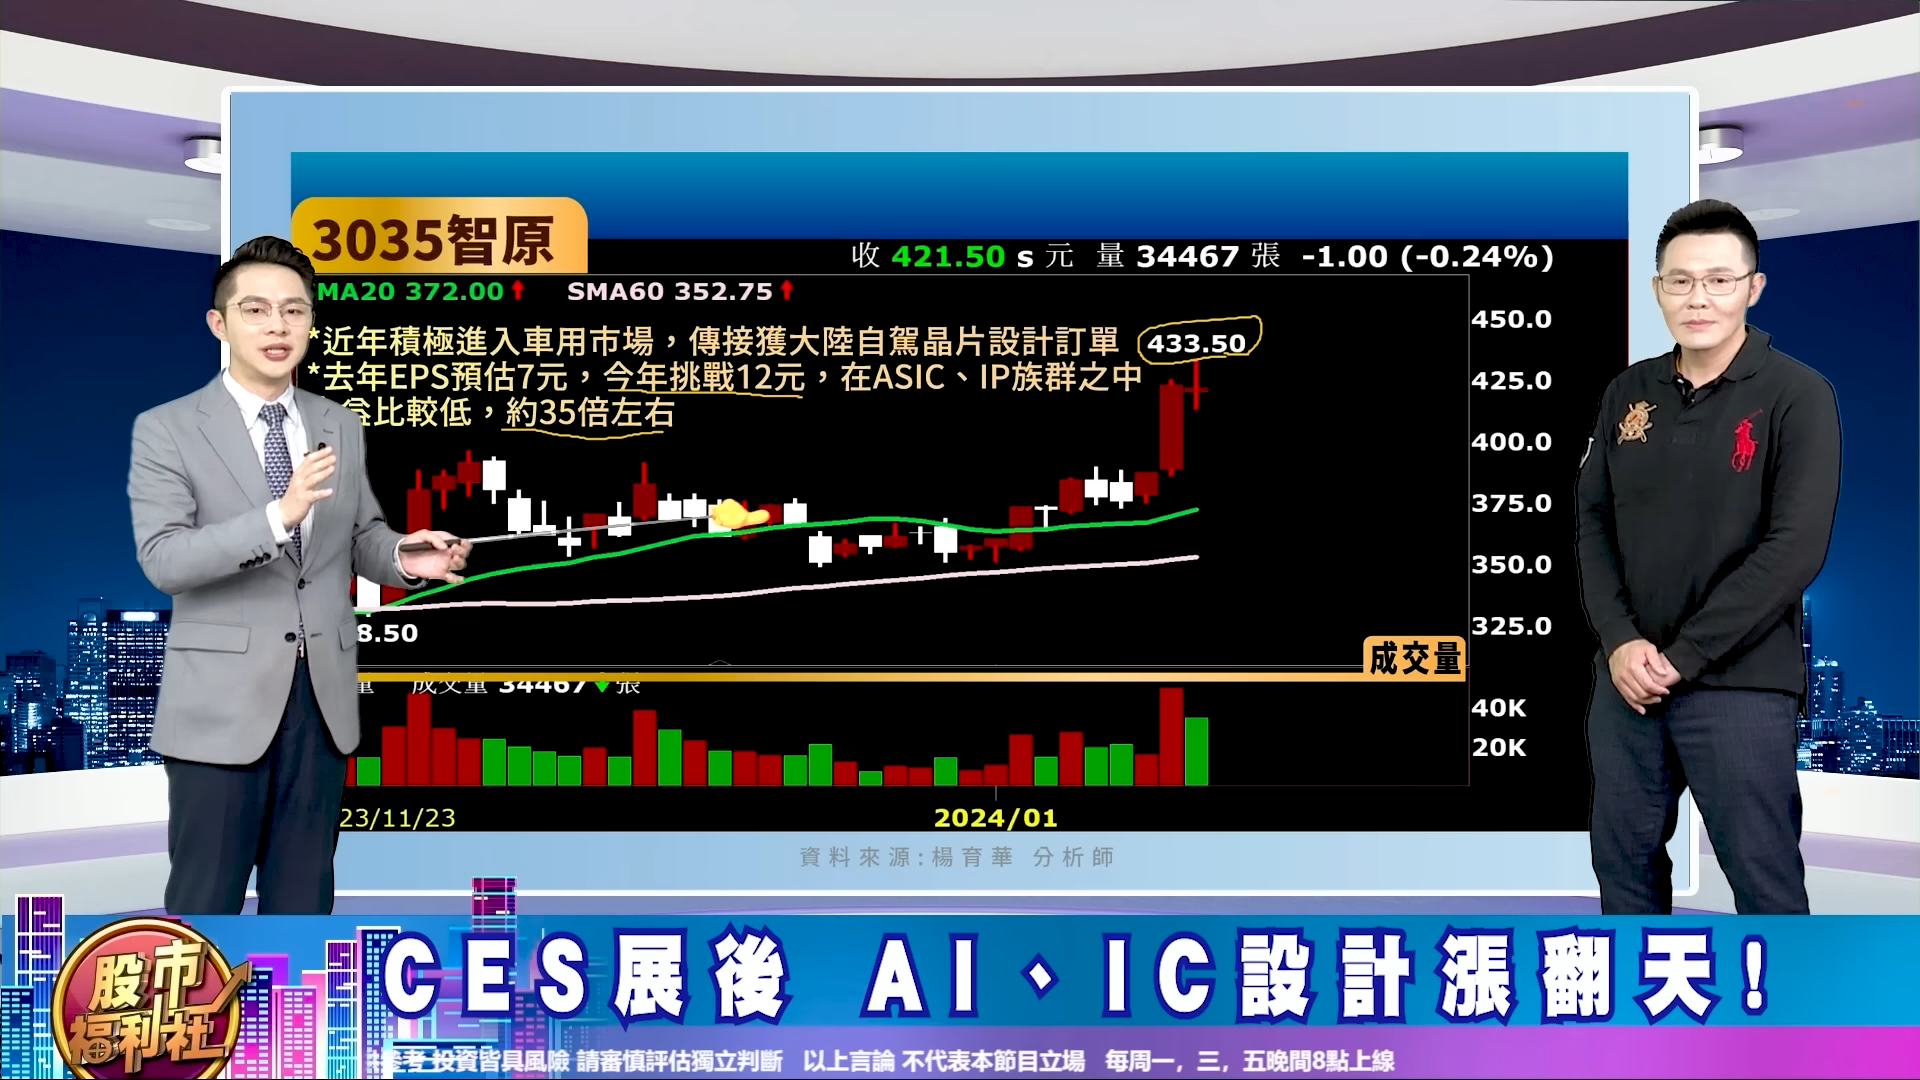 3035智原
收 421.50 s 元 量 34467 張 -1.00 (-0.24%)
MA20 372.00↑ SMA60 352.75↑
*近年積極進入車用市場，傳接獲大陸自駕晶片設計訂單
433.50
*去年EPS預估7元，今年挑戰12元，在ASIC、IP族群之中
益比較低，約35倍左右
450.0
425.0
400.0
375.0
350.0
325.0
8.50
成交量
量 成交量 34467 張
40K
20K
23/11/23
2024/01
資料來源:楊育華 分析師
CES展後 AI、IC設計漲翻天!
股市
福利社
參考 投資皆具風險 請審慎評估獨立判斷 以上言論 不代表本節目立場 每周一，三，五晚間8點上線